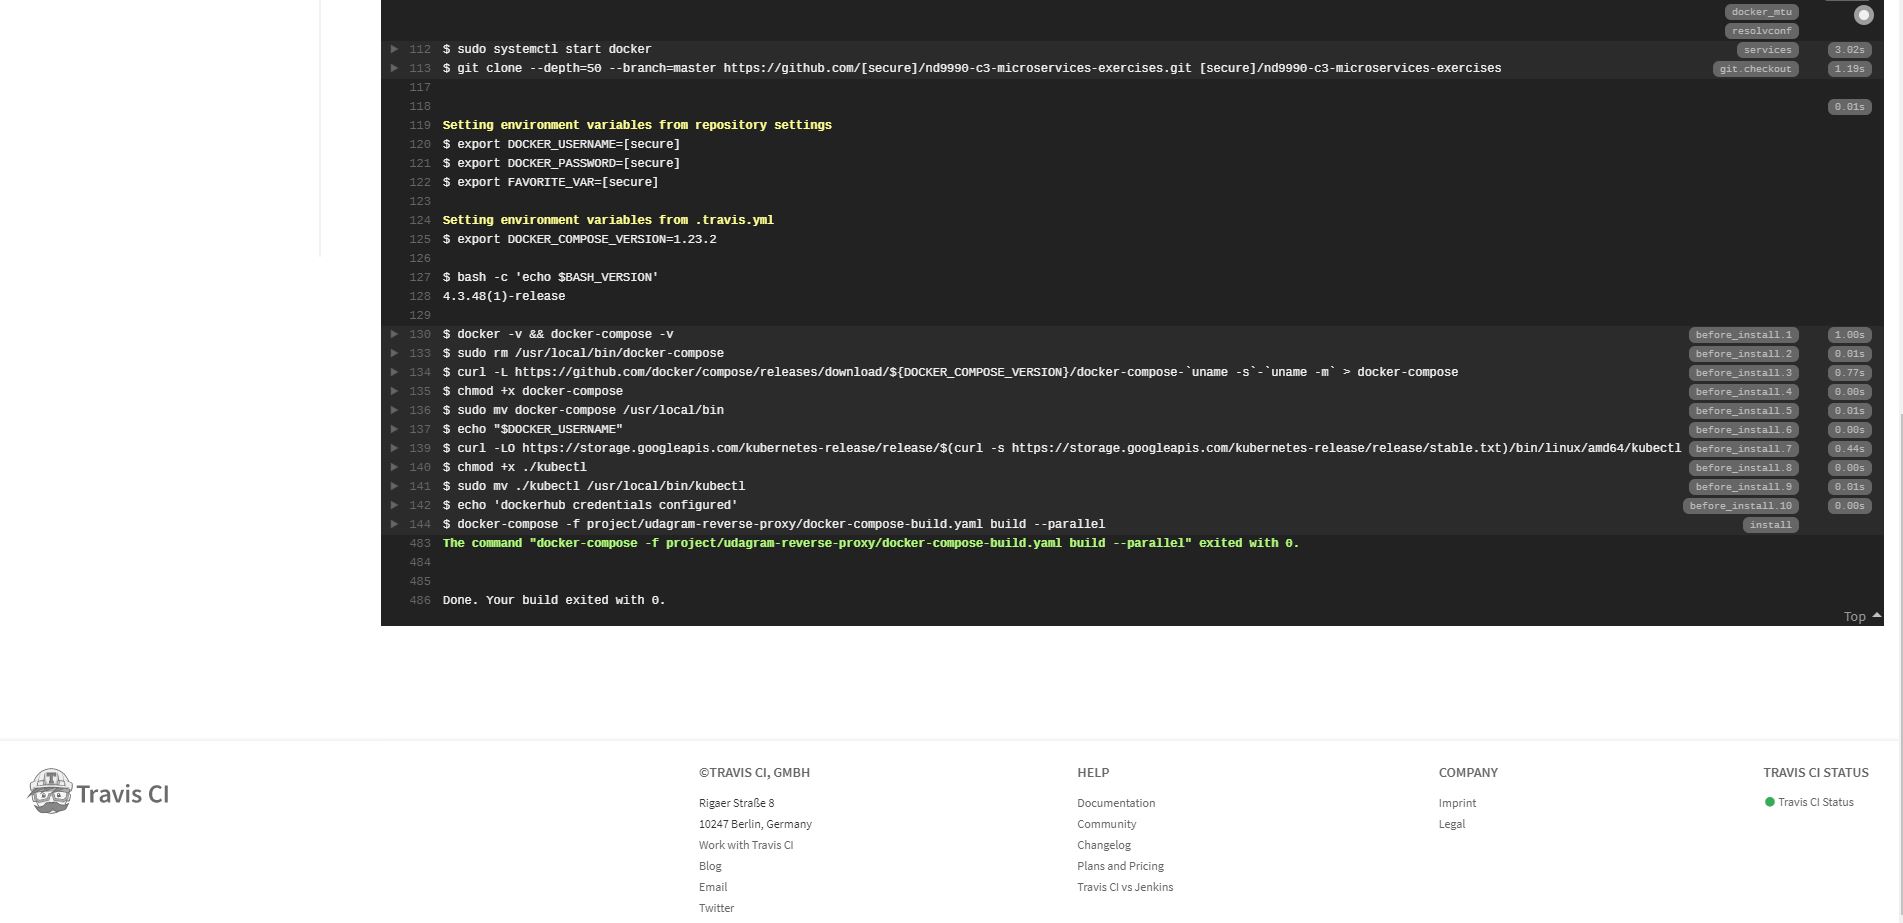 docker_mtu
resolvconf
112 $ sudo systemctl start docker services 3.02s
113 $ git clone --depth=50 --branch=master https://github.com/[secure]/nd9990-c3-microservices-exercises.git [secure]/nd9990-c3-microservices-exercises git.checkout 1.19s
117
118 0.01s
119 Setting environment variables from repository settings
120 $ export DOCKER_USERNAME=[secure]
121 $ export DOCKER_PASSWORD=[secure]
122 $ export FAVORITE_VAR=[secure]
123
124 Setting environment variables from .travis.yml
125 $ export DOCKER_COMPOSE_VERSION=1.23.2
126
127 $ bash -c 'echo $BASH_VERSION'
128 4.3.48(1)-release
129
130 $ docker -v && docker-compose -v before_install.1 1.00s
133 $ sudo rm /usr/local/bin/docker-compose before_install.2 0.01s
134 $ curl -L https://github.com/docker/compose/releases/download/${DOCKER_COMPOSE_VERSION}/docker-compose-`uname -s`-`uname -m` > docker-compose before_install.3 0.77s
135 $ chmod +x docker-compose before_install.4 0.00s
136 $ sudo mv docker-compose /usr/local/bin before_install.5 0.01s
137 $ echo "$DOCKER_USERNAME" before_install.6 0.00s
139 $ curl -LO https://storage.googleapis.com/kubernetes-release/release/$(curl -s https://storage.googleapis.com/kubernetes-release/release/stable.txt)/bin/linux/amd64/kubectl before_install.7 0.44s
140 $ chmod +x ./kubectl before_install.8 0.00s
141 $ sudo mv ./kubectl /usr/local/bin/kubectl before_install.9 0.01s
142 $ echo 'dockerhub credentials configured' before_install.10 0.00s
144 $ docker-compose -f project/udagram-reverse-proxy/docker-compose-build.yaml build --parallel install
483 The command "docker-compose -f project/udagram-reverse-proxy/docker-compose-build.yaml build --parallel" exited with 0.
484
485
486 Done. Your build exited with 0.
Top
Travis CI
©TRAVIS CI, GMBH
Rigaer Straße 8
10247 Berlin, Germany
Work with Travis CI
Blog
Email
Twitter
HELP
Documentation
Community
Changelog
Plans and Pricing
Travis CI vs Jenkins
COMPANY
Imprint
Legal
TRAVIS CI STATUS
Travis CI Status